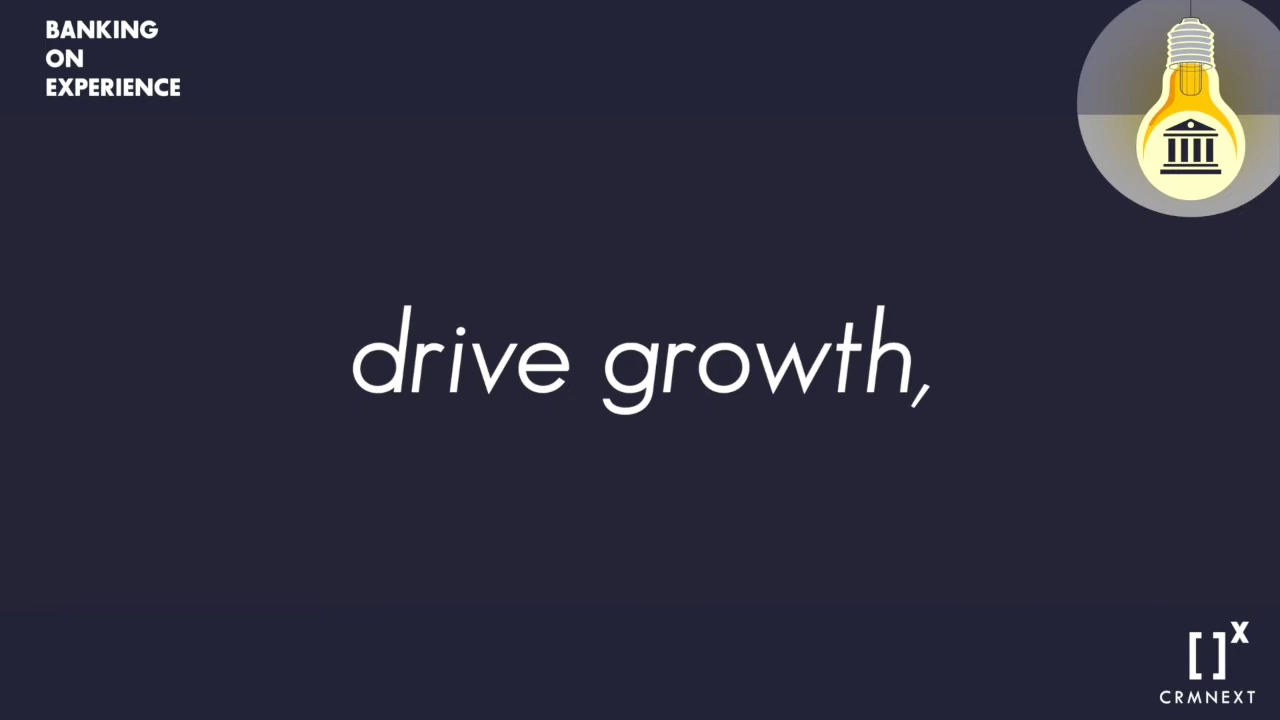 BANKING
ON
EXPERIENCE
drive growth,
[ ]X
CRMNEXT